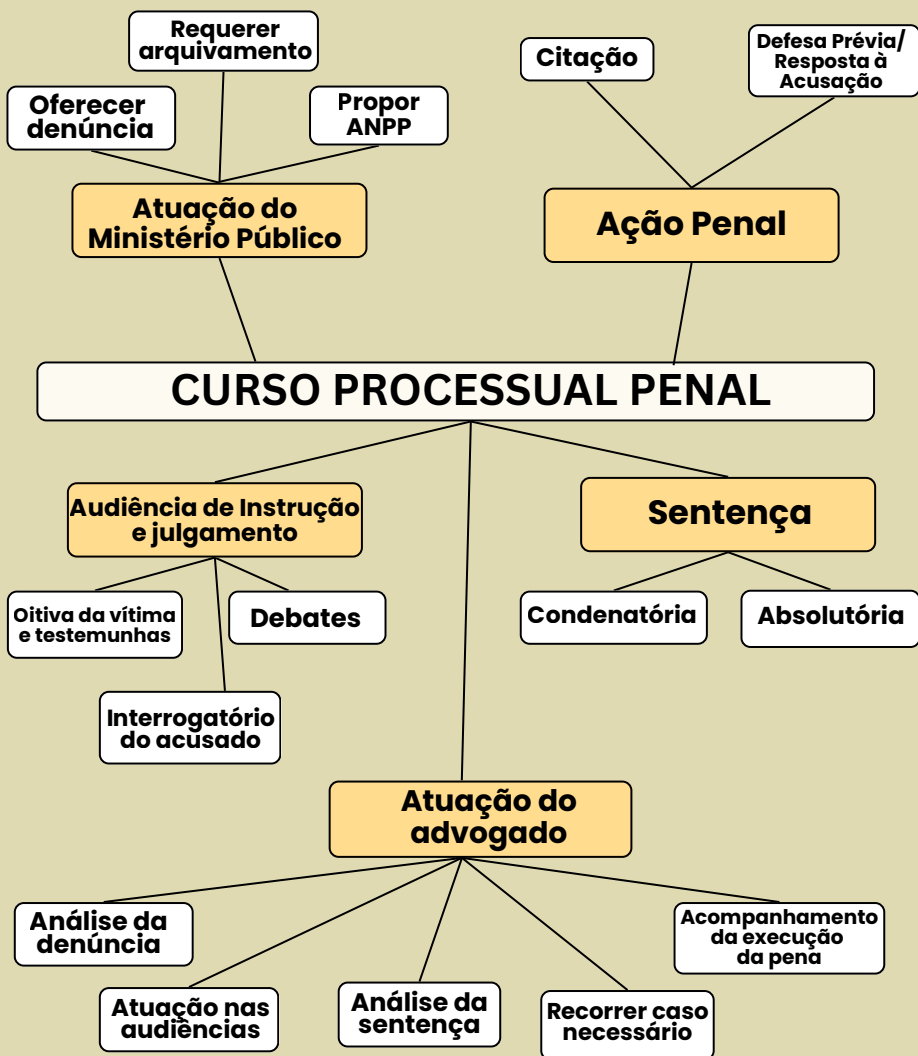 Requerer
arquivamento
Oferecer
denúncia
Propor
ANPP
Atuação do
Ministério Público
Citação
Defesa Prévia/
Resposta à
Acusação
Ação Penal
CURSO PROCESSUAL PENAL
Audiência de Instrução
e julgamento
Oitiva da vítima
e testemunhas
Debates
Interrogatório
do acusado
Sentença
Condenatória
Absolutória
Atuação do
advogado
Análise da
denúncia
Atuação nas
audiências
Análise da
sentença
Recorrer caso
necessário
Acompanhamento
da execução
da pena